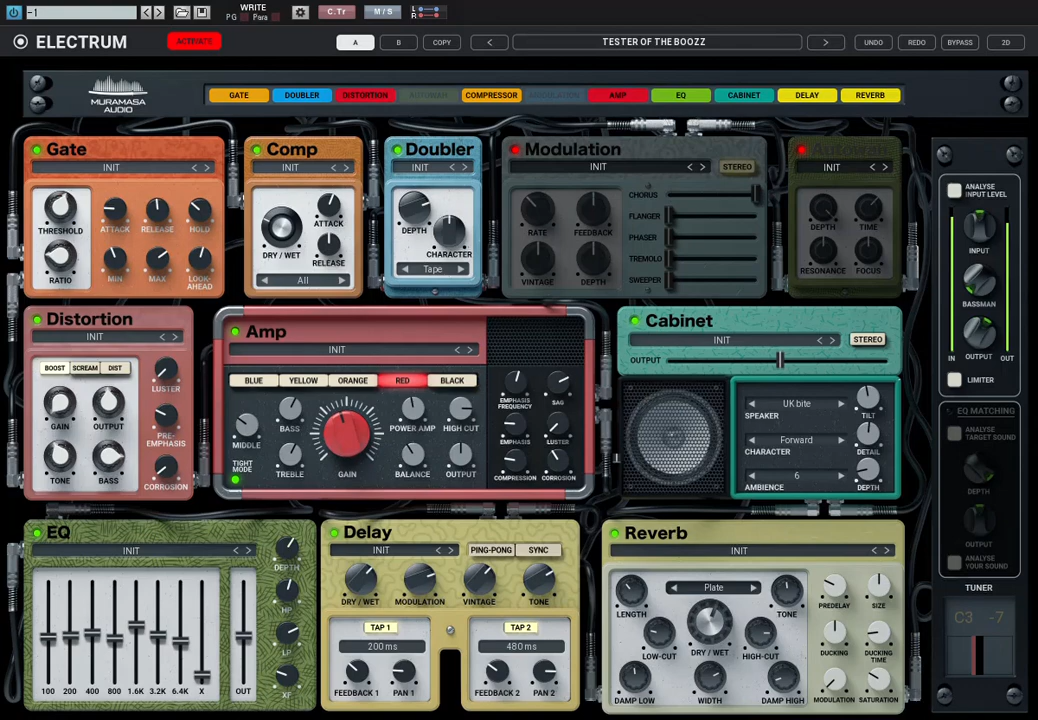 -1
WRITE
PG Para
C.Tr
M/S
L
R
ELECTRUM
ACTIVATE
A
B
COPY
<
TESTER OF THE BOOZZ
>
UNDO
REDO
BYPASS
2D
MURAMASA
AUDIO
GATE
DOUBLER
DISTORTION
COMPRESSOR
AMP
EQ
CABINET
DELAY
REVERB
Gate
INIT
THRESHOLD
ATTACK
RELEASE
HOLD
RATIO
MIN
MAX
LOOK-
AHEAD
Comp
INIT
ATTACK
DRY / WET
RELEASE
All
Doubler
INIT
DEPTH
CHARACTER
Tape
Modulation
INIT
STEREO
RATE
FEEDBACK
VINTAGE
DEPTH
CHORUS
FLANGER
PHASER
TREMOLO
SWEEPER
INIT
DEPTH
TIME
RESONANCE
FOCUS
ANALYSE
INPUT LEVEL
INPUT
BASSMAN
OUTPUT
IN
OUT
LIMITER
Distortion
INIT
BOOST
SCREAM
DIST
GAIN
OUTPUT
TONE
BASS
LUSTER
PRE-
EMPHASIS
CORROSION
Amp
INIT
BLUE
YELLOW
ORANGE
RED
BLACK
MIDDLE
BASS
TREBLE
TIGHT
MODE
GAIN
POWER AMP
HIGH CUT
BALANCE
OUTPUT
EMPHASIS
FREQUENCY
SAG
EMPHASIS
LUSTER
COMPRESSION
CORROSION
Cabinet
INIT
STEREO
OUTPUT
UK bite
SPEAKER
Forward
CHARACTER
6
AMBIENCE
TILT
DETAIL
DEPTH
EQ MATCHING
ANALYSE
TARGET SOUND
DEPTH
OUTPUT
ANALYSE
YOUR SOUND
EQ
INIT
100
200
400
800
1.6K
3.2K
6.4K
X
OUT
DEPTH
HP
LP
XF
Delay
INIT
PING-PONG
SYNC
DRY / WET
MODULATION
VINTAGE
TONE
TAP 1
200 ms
FEEDBACK 1
PAN 1
TAP 2
480 ms
FEEDBACK 2
PAN 2
Reverb
INIT
Plate
LENGTH
TONE
LOW-CUT
DRY / WET
HIGH-CUT
DAMP LOW
WIDTH
DAMP HIGH
PREDELAY
SIZE
DUCKING
DUCKING
TIME
MODULATION
SATURATION
TUNER
C3
-7